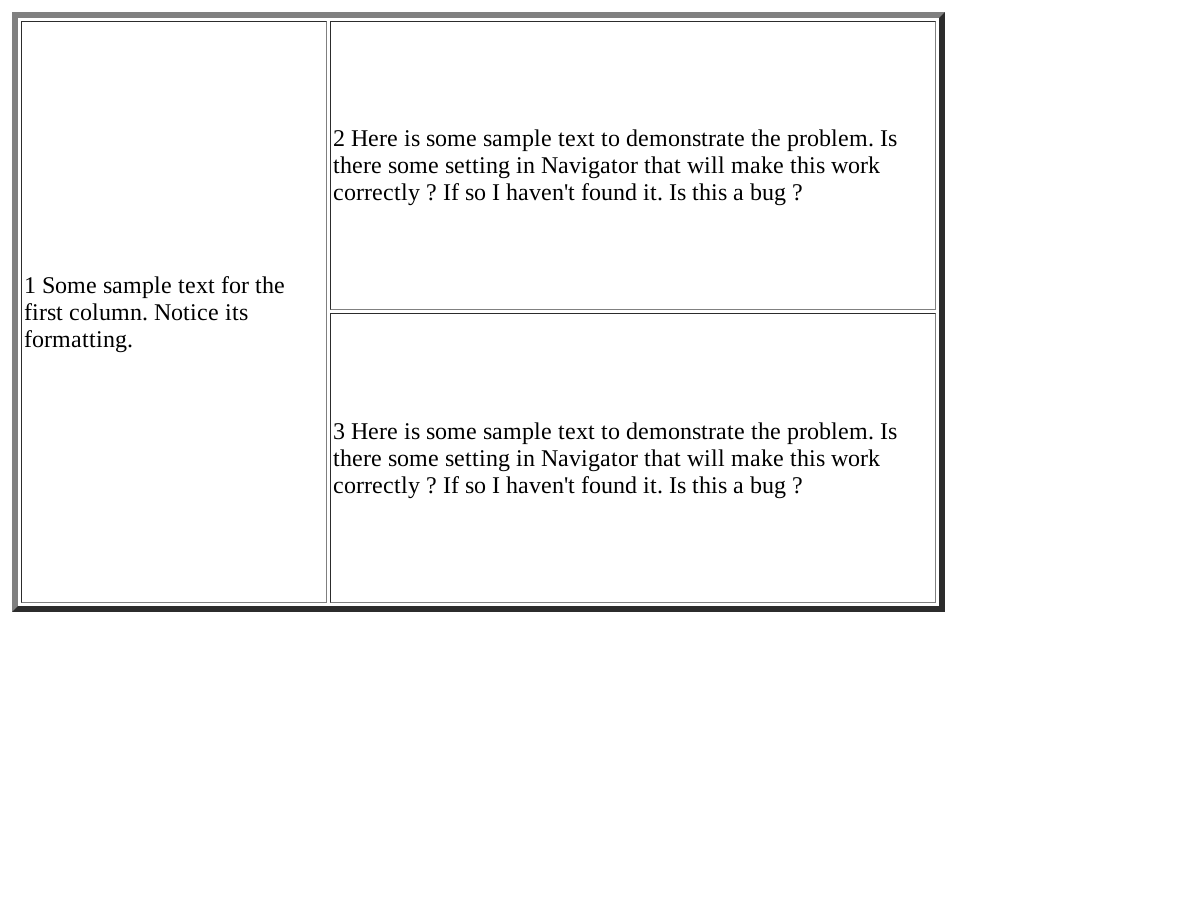 1 Some sample text for the
first column. Notice its
formatting.
2 Here is some sample text to demonstrate the problem. Is
there some setting in Navigator that will make this work
correctly ? If so I haven't found it. Is this a bug ?
3 Here is some sample text to demonstrate the problem. Is
there some setting in Navigator that will make this work
correctly ? If so I haven't found it. Is this a bug ?